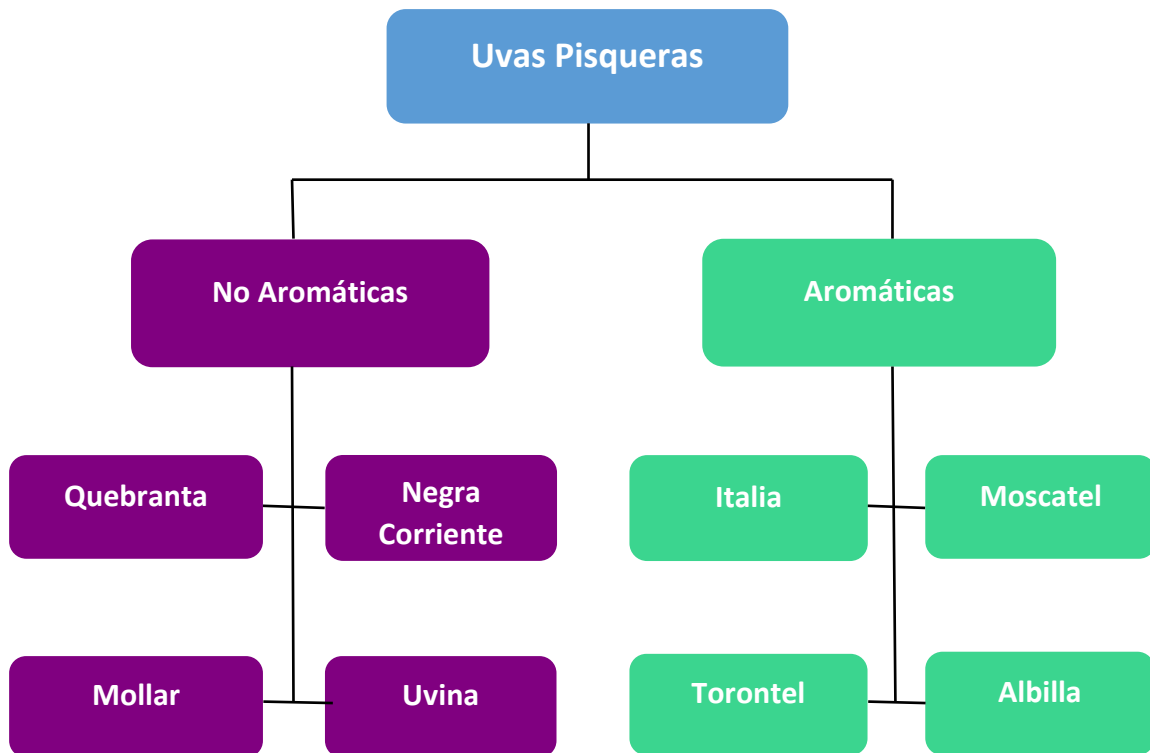 Uvas Pisqueras
No Aromáticas
Aromáticas
Quebranta
Negra
Corriente
Italia
Moscatel
Mollar
Uvina
Torontel
Albilla